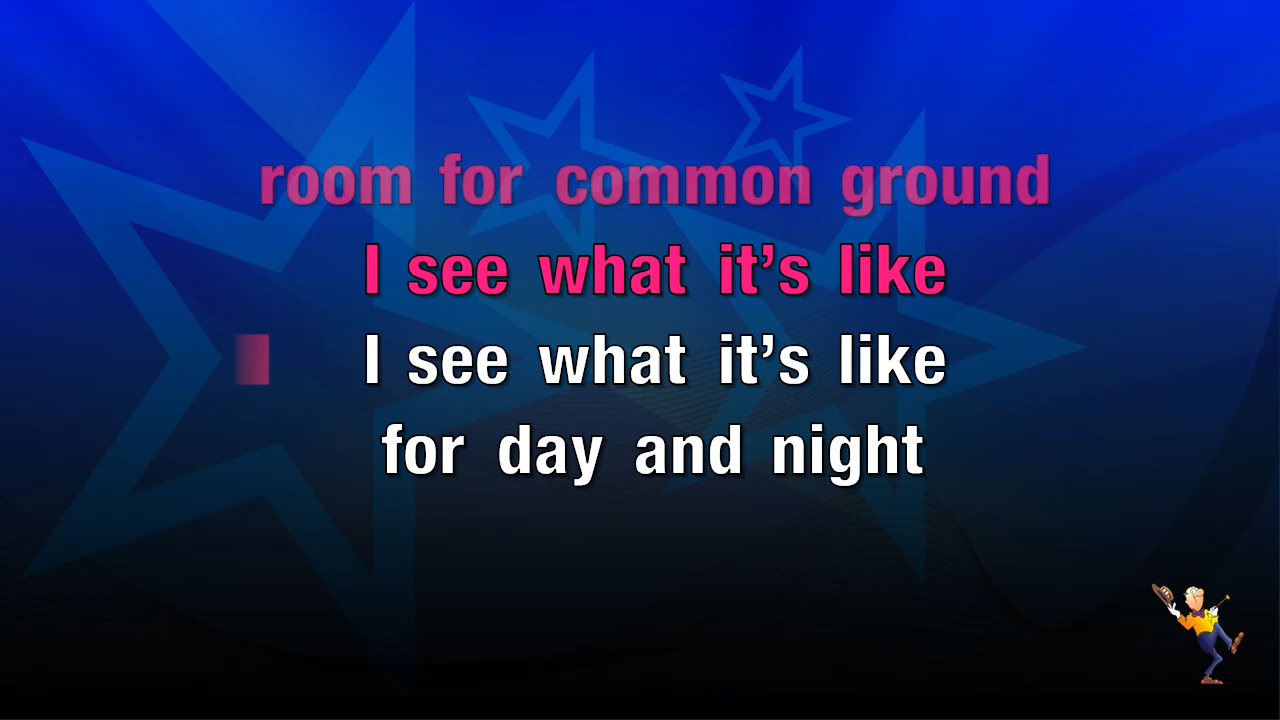 room for common ground
I see what it’s like
I see what it’s like
for day and night